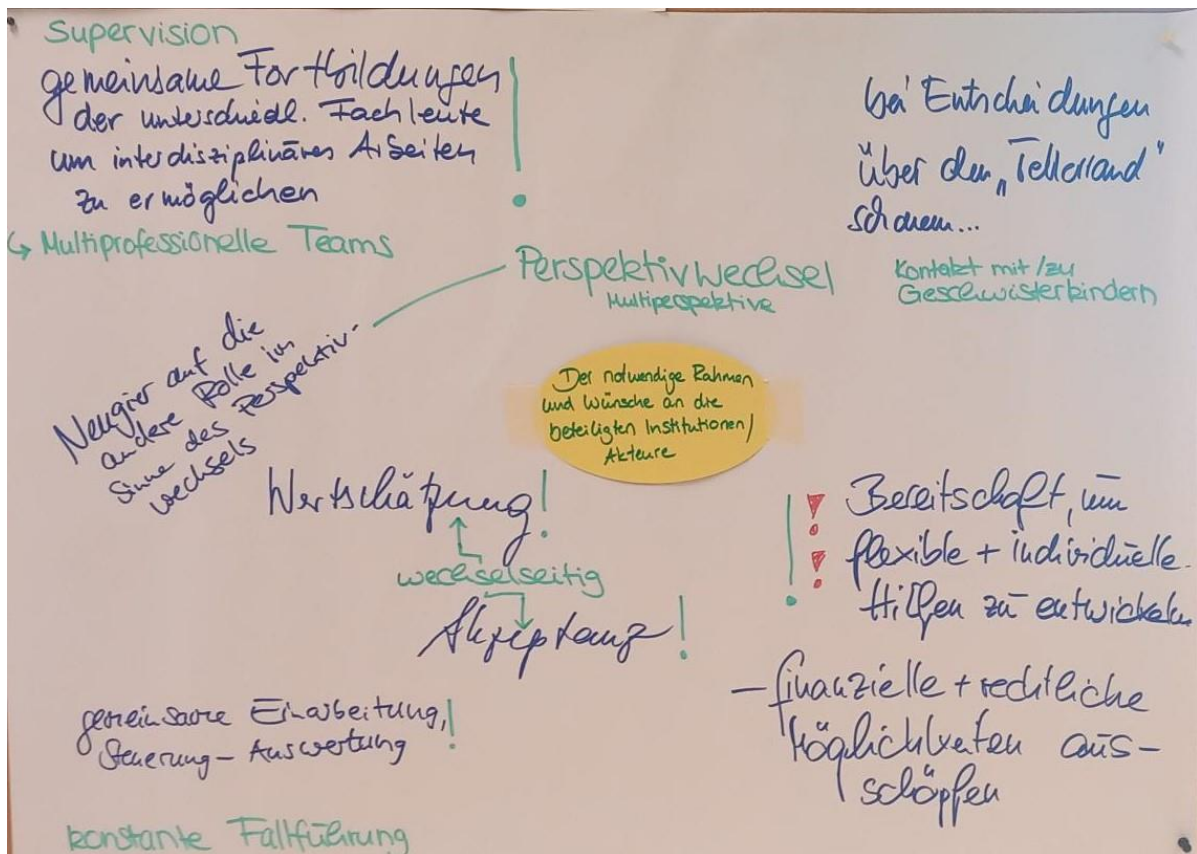 Supervision
gemeinsame Fortbildungen
der unterschiedl. Fachleute
um interdisziplinäres Arbeiten
zu ermöglichen
!
↳ Multiprofessionelle Teams
bei Entscheidungen
über den „Tellerrand"
schauen...
Kontakt mit/zu
Geschwisterkindern
Perspektivwechsel
Multiperspektive
Neugier auf die
andere Rolle im
Sinne des Perspektiv-
wechsels
Der notwendige Rahmen
und Wünsche an die
beteiligten Institutionen/
Akteure
Wertschätzung!
wechselseitig
Akzeptanz!
! ! ! Bereitschaft, um
flexible + individuelle
Hilfen zu entwickeln
- finanzielle + rechtliche
Möglichkeiten aus-
schöpfen
gemeinsame Einarbeitung,
Steuerung - Auswertung !
konstante Fallführung